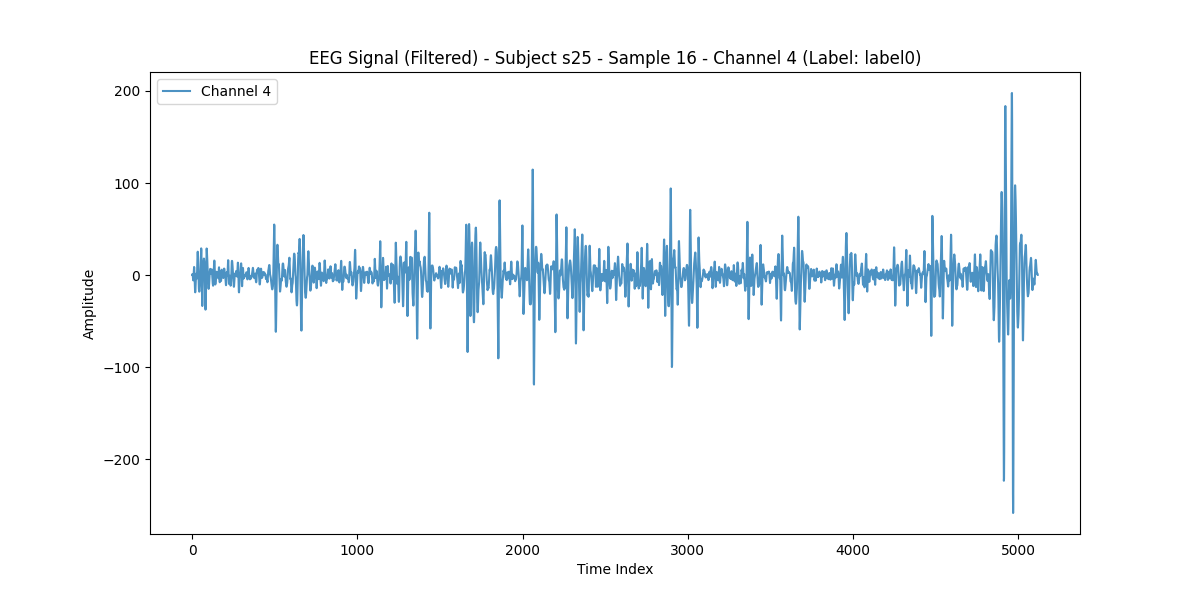 EEG Signal (Filtered) - Subject s25 - Sample 16 - Channel 4 (Label: label0)
Channel 4
200
100
0
−100
−200
Amplitude
0 1000 2000 3000 4000 5000
Time Index